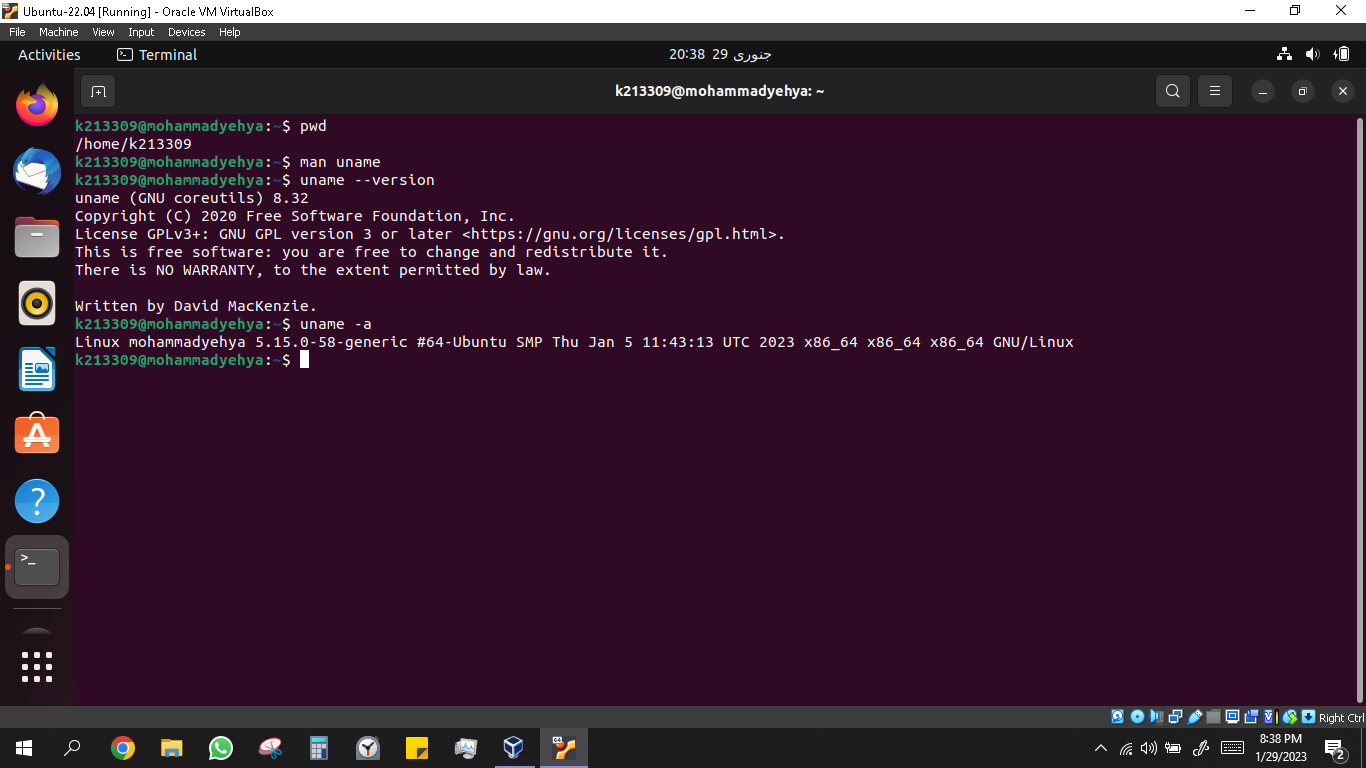 Ubuntu-22.04 [Running] - Oracle VM VirtualBox
File Machine View Input Devices Help
Activities Terminal 20:38 29 جنوری
k213309@mohammadyehya: ~
k213309@mohammadyehya:~$ pwd
/home/k213309
k213309@mohammadyehya:~$ man uname
k213309@mohammadyehya:~$ uname --version
uname (GNU coreutils) 8.32
Copyright (C) 2020 Free Software Foundation, Inc.
License GPLv3+: GNU GPL version 3 or later <https://gnu.org/licenses/gpl.html>.
This is free software: you are free to change and redistribute it.
There is NO WARRANTY, to the extent permitted by law.
Written by David MacKenzie.
k213309@mohammadyehya:~$ uname -a
Linux mohammadyehya 5.15.0-58-generic #64-Ubuntu SMP Thu Jan 5 11:43:13 UTC 2023 x86_64 x86_64 x86_64 GNU/Linux
k213309@mohammadyehya:~$
Right Ctrl
8:38 PM
1/29/2023
2